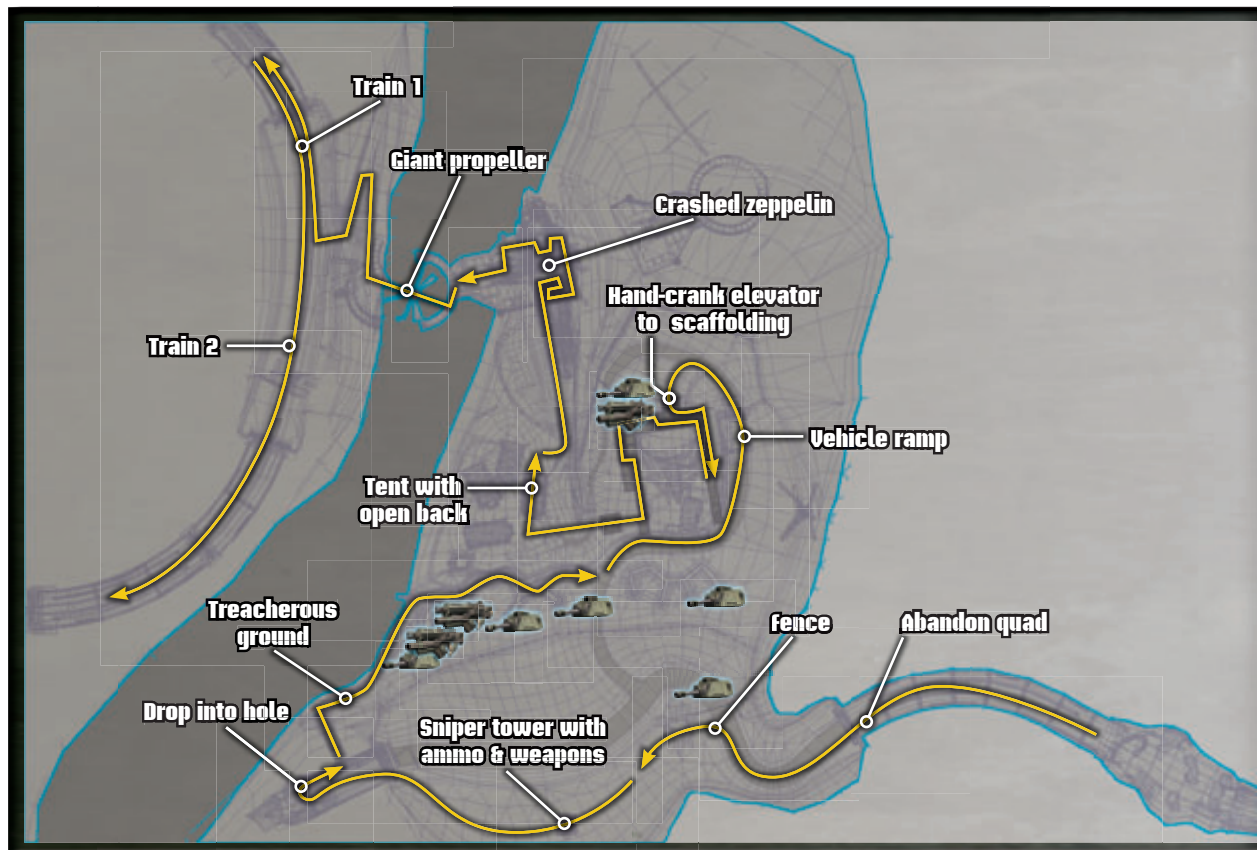 Train 1
Giant propeller
Crashed zeppelin
Hand-crank elevator
to scaffolding
Train 2
Vehicle ramp
Tent with
open back
Treacherous
ground
Fence
Abandon quad
Drop into hole
Sniper tower with
ammo & weapons